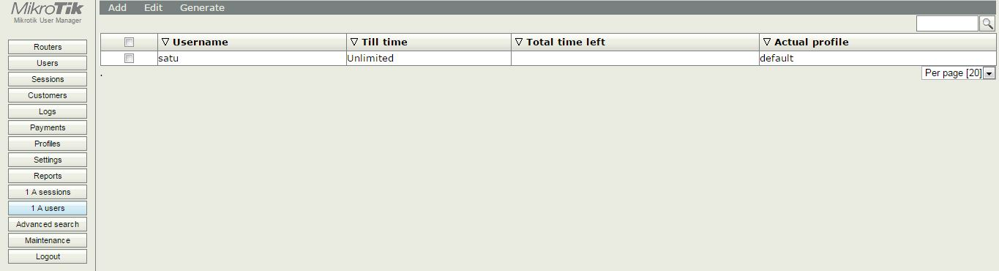 MikroTik
Mikrotik User Manager
Routers
Users
Sessions
Customers
Logs
Payments
Profiles
Settings
Reports
1 A sessions
1 A users
Advanced search
Maintenance
Logout
Add Edit Generate
Username Till time Total time left Actual profile
satu Unlimited default
.
Per page [20]